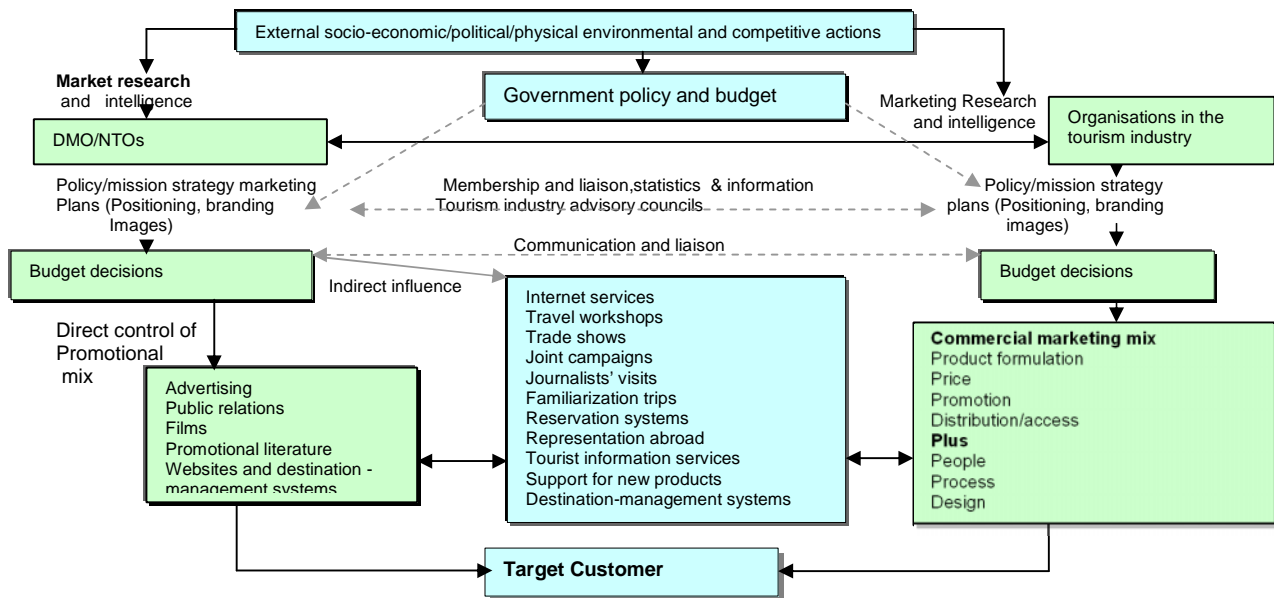 External socio-economic/political/physical environmental and competitive actions
Market research
and intelligence
Government policy and budget
Marketing Research
and intelligence
DMO/NTOs
Organisations in the
tourism industry
Policy/mission strategy marketing
Plans (Positioning, branding
Images)
Membership and liaison,statistics & information
Tourism industry advisory councils
Policy/mission strategy
plans (Positioning, branding
images)
Communication and liaison
Budget decisions
Indirect influence
Budget decisions
Direct control of
Promotional
mix
Advertising
Public relations
Films
Promotional literature
Websites and destination -
management systems
Internet services
Travel workshops
Trade shows
Joint campaigns
Journalists' visits
Familiarization trips
Reservation systems
Representation abroad
Tourist information services
Support for new products
Destination-management systems
Commercial marketing mix
Product formulation
Price
Promotion
Distribution/access
Plus
People
Process
Design
Target Customer